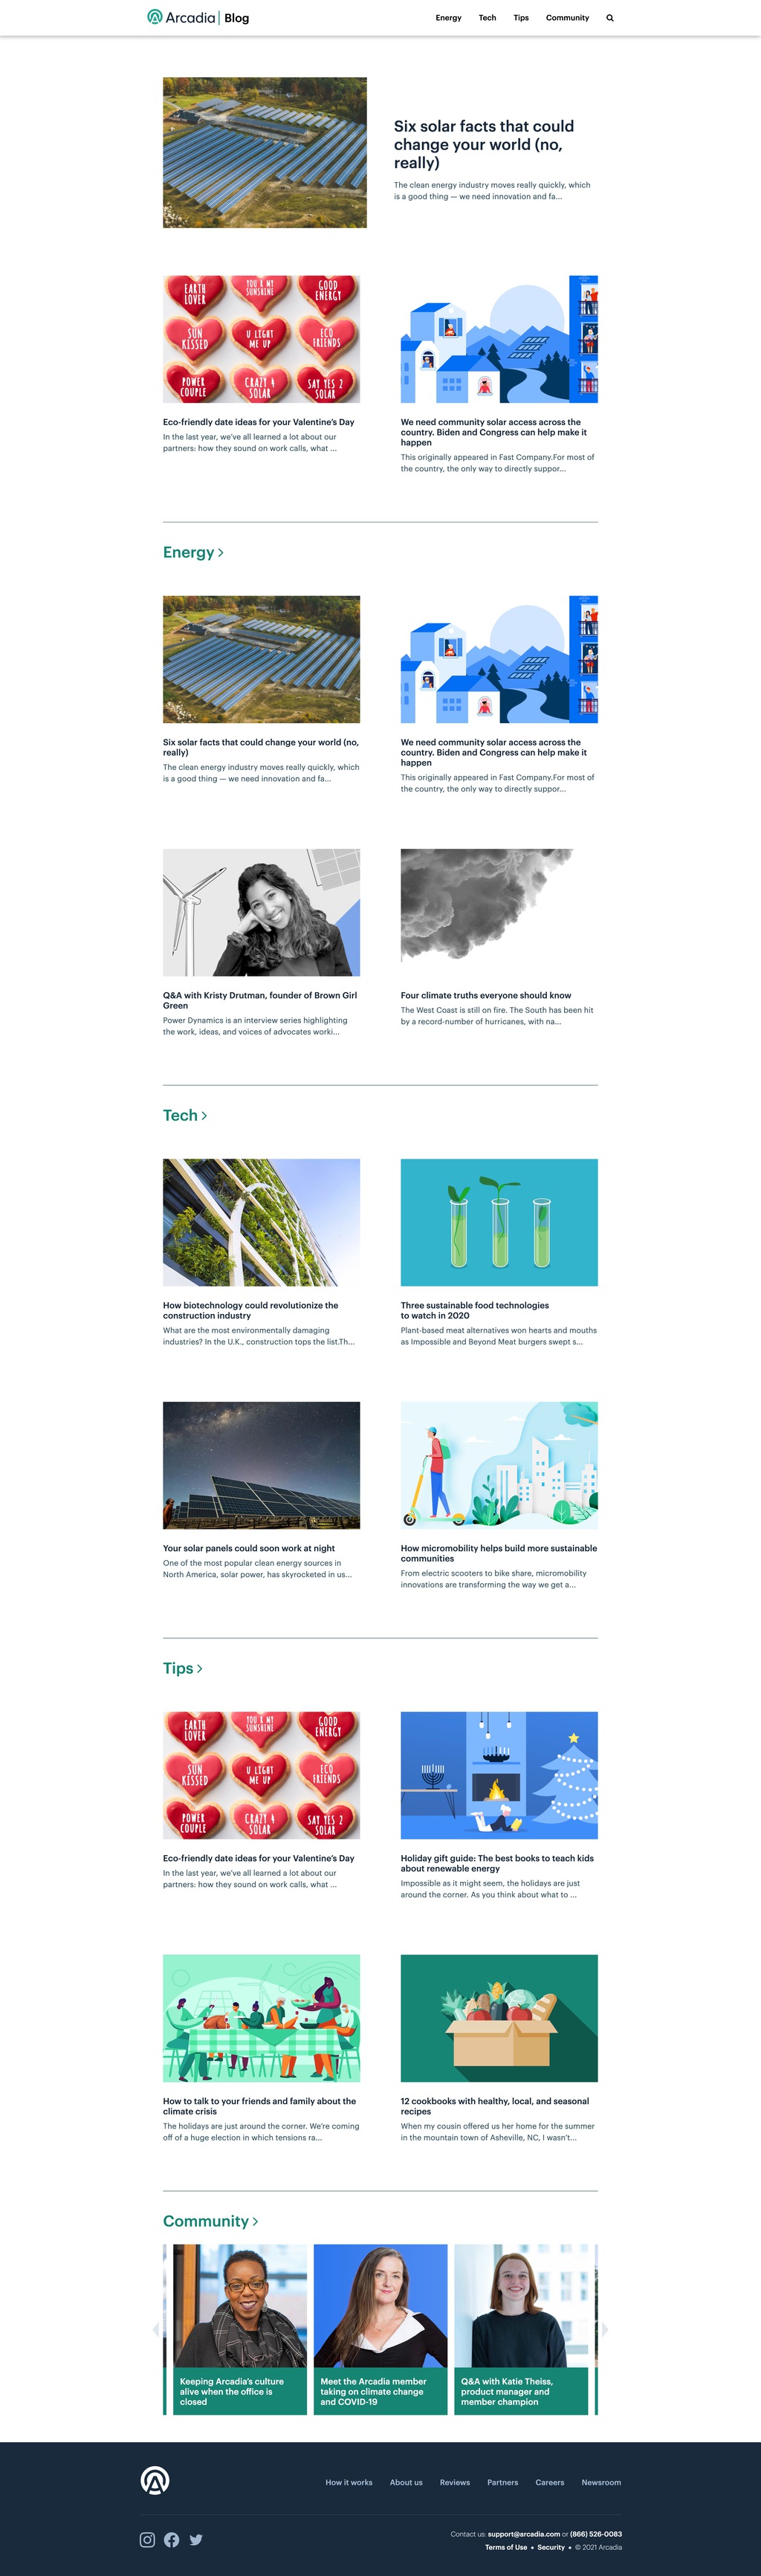 Arcadia | Blog
Energy Tech Tips Community
Six solar facts that could
change your world (no,
really)
The clean energy industry moves really quickly, which
is a good thing — we need innovation and fa...
EARTH LOVER
YOU R MY SUNSHINE
GOOD ENERGY
SUN KISSED
U LIGHT ME UP
ECO FRIENDS
POWER COUPLE
CRAZY 4 SOLAR
SAY YES 2 SOLAR
Eco-friendly date ideas for your Valentine's Day
In the last year, we've all learned a lot about our
partners: how they sound on work calls, what ...
We need community solar access across the
country. Biden and Congress can help make it
happen
This originally appeared in Fast Company.For most of
the country, the only way to directly suppor...
Energy >
Six solar facts that could change your world (no,
really)
The clean energy industry moves really quickly, which
is a good thing — we need innovation and fa...
We need community solar access across the
country. Biden and Congress can help make it
happen
This originally appeared in Fast Company.For most of
the country, the only way to directly suppor...
Q&A with Kristy Drutman, founder of Brown Girl
Green
Power Dynamics is an interview series highlighting
the work, ideas, and voices of advocates worki...
Four climate truths everyone should know
The West Coast is still on fire. The South has been hit
by a record-number of hurricanes, with na...
Tech >
How biotechnology could revolutionize the
construction industry
What are the most environmentally damaging
industries? In the U.K., construction tops the list.Th...
Three sustainable food technologies
to watch in 2020
Plant-based meat alternatives won hearts and mouths
as Impossible and Beyond Meat burgers swept s...
Your solar panels could soon work at night
One of the most popular clean energy sources in
North America, solar power, has skyrocketed in us...
How micromobility helps build more sustainable
communities
From electric scooters to bike share, micromobility
innovations are transforming the way we get a...
Tips >
EARTH LOVER
YOU R MY SUNSHINE
GOOD ENERGY
SUN KISSED
U LIGHT ME UP
ECO FRIENDS
POWER COUPLE
CRAZY 4 SOLAR
SAY YES 2 SOLAR
Eco-friendly date ideas for your Valentine's Day
In the last year, we've all learned a lot about our
partners: how they sound on work calls, what ...
Holiday gift guide: The best books to teach kids
about renewable energy
Impossible as it might seem, the holidays are just
around the corner. As you think about what to ...
How to talk to your friends and family about the
climate crisis
The holidays are just around the corner. We're coming
off of a huge election in which tensions ra...
12 cookbooks with healthy, local, and seasonal
recipes
When my cousin offered us her home for the summer
in the mountain town of Asheville, NC, I wasn't...
Community >
Keeping Arcadia's culture
alive when the office is
closed
Meet the Arcadia member
taking on climate change
and COVID-19
Q&A with Katie Theiss,
product manager and
member champion
How it works About us Reviews Partners Careers Newsroom
Contact us: support@arcadia.com or (866) 526-0083
Terms of Use • Security • © 2021 Arcadia